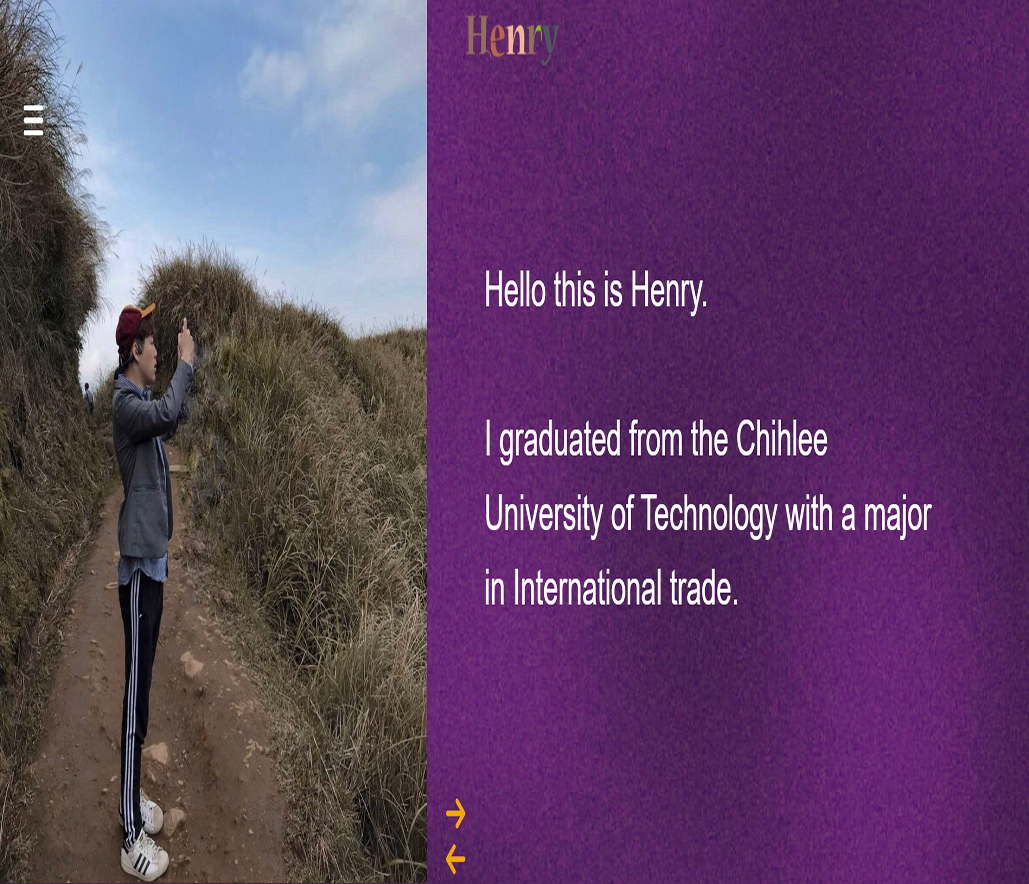 Henry
Hello this is Henry.
I graduated from the Chihlee
University of Technology with a major
in International trade.